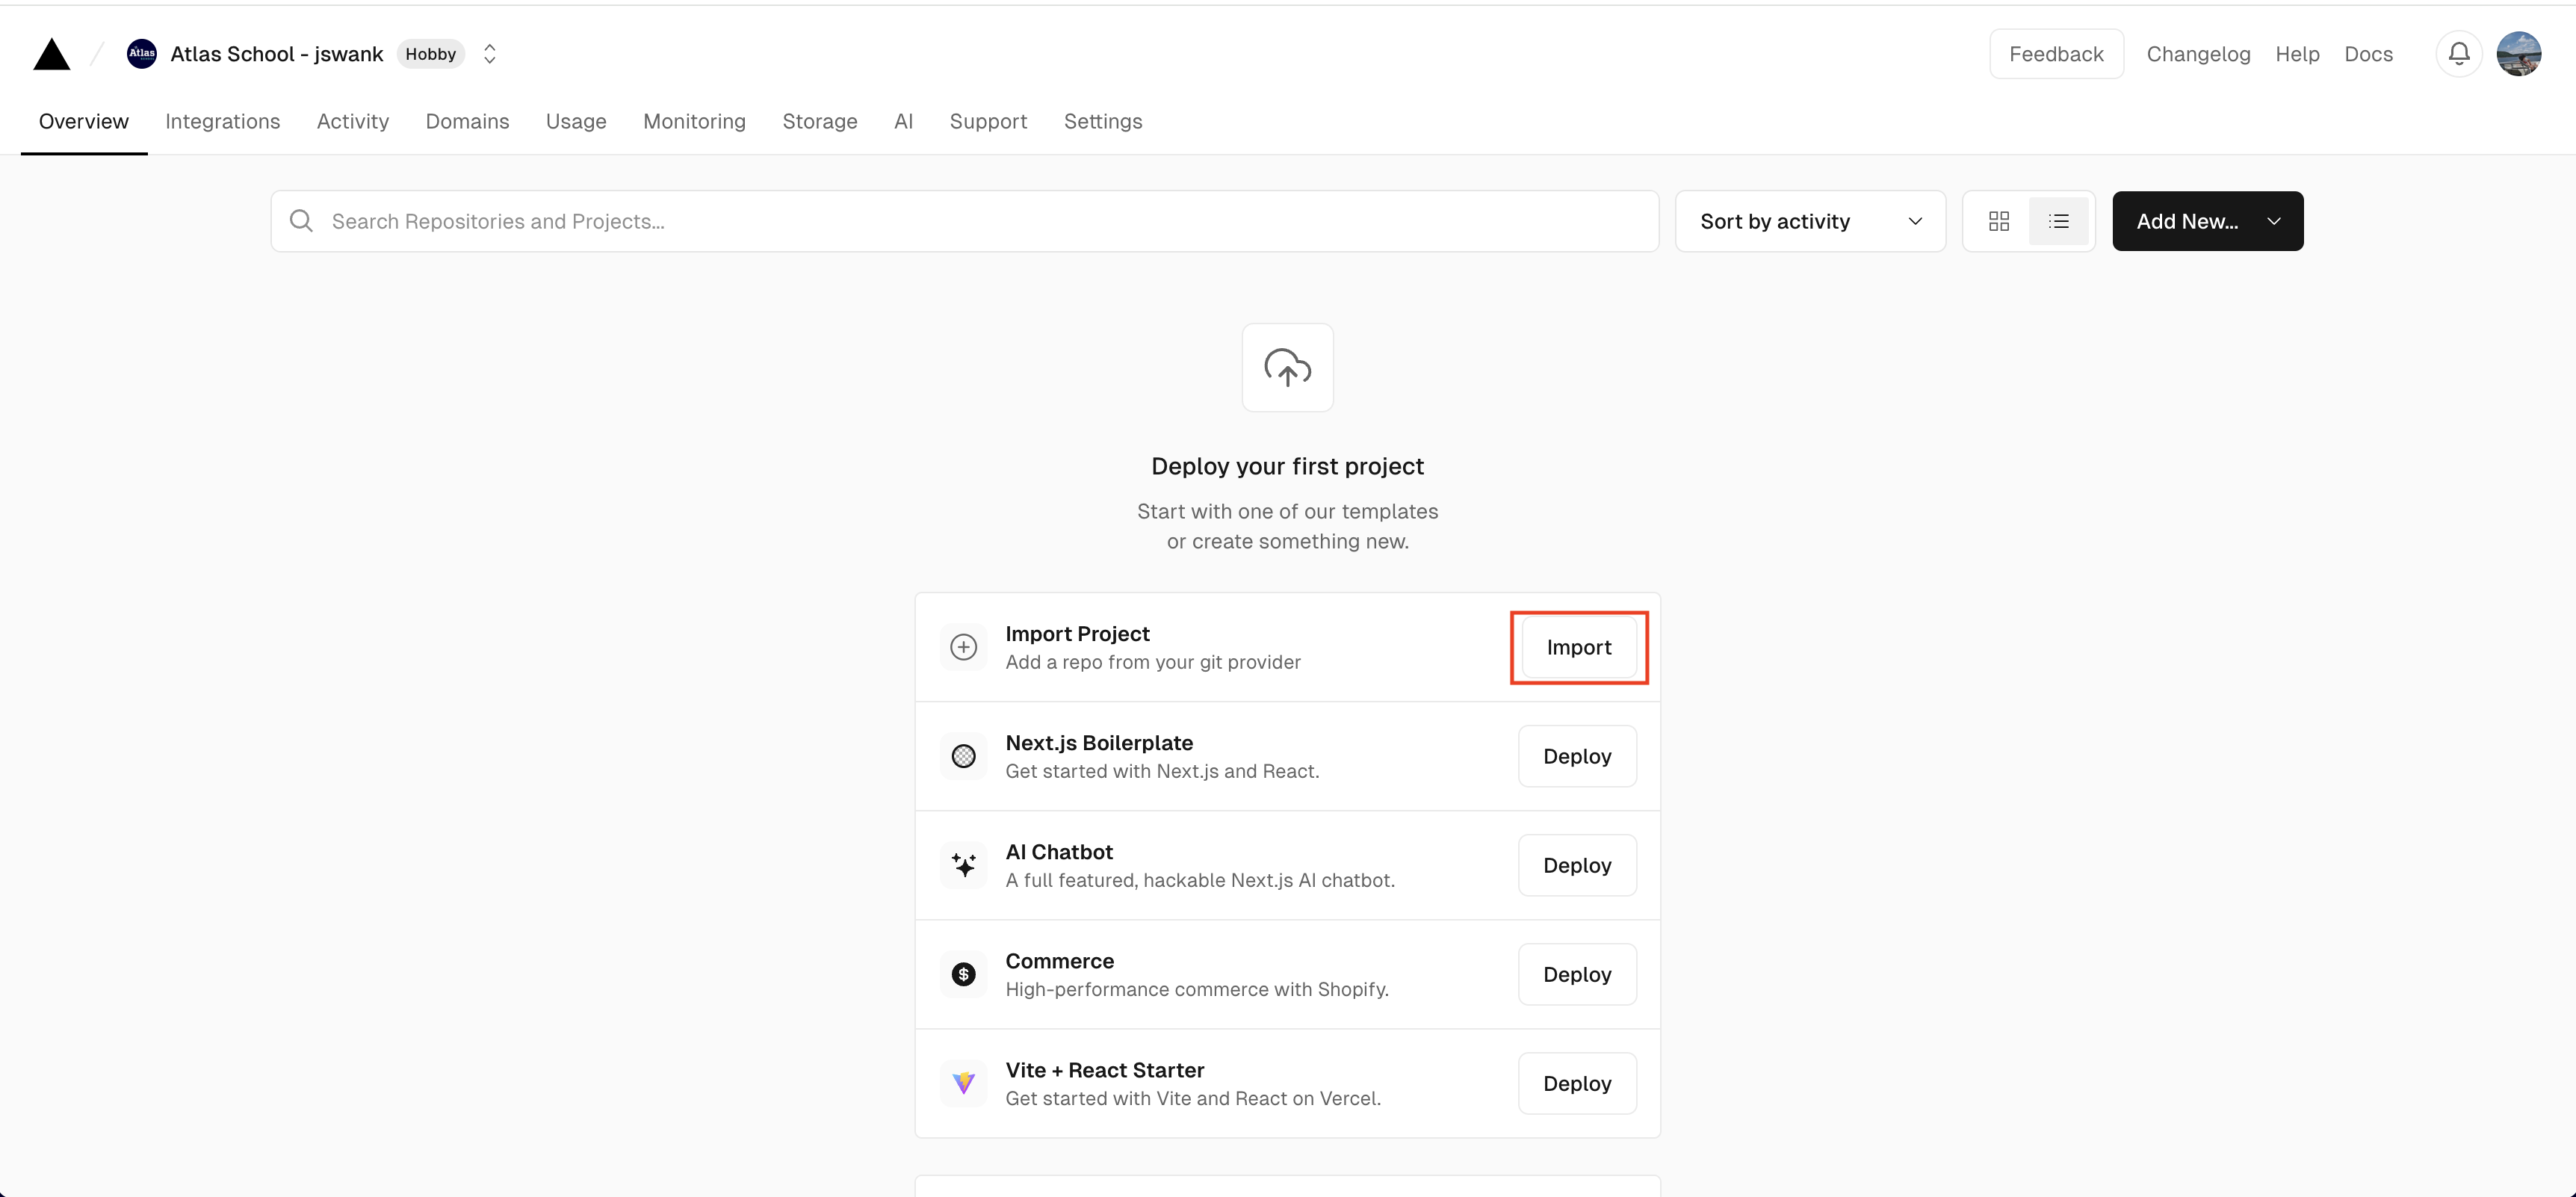 Atlas
Atlas School - jswank Hobby
Feedback Changelog Help Docs
Overview Integrations Activity Domains Usage Monitoring Storage AI Support Settings
Search Repositories and Projects...
Sort by activity
Add New...
Deploy your first project
Start with one of our templates
or create something new.
Import Project
Add a repo from your git provider
Import
Next.js Boilerplate
Get started with Next.js and React.
Deploy
AI Chatbot
A full featured, hackable Next.js AI chatbot.
Deploy
$
Commerce
High-performance commerce with Shopify.
Deploy
Vite + React Starter
Get started with Vite and React on Vercel.
Deploy